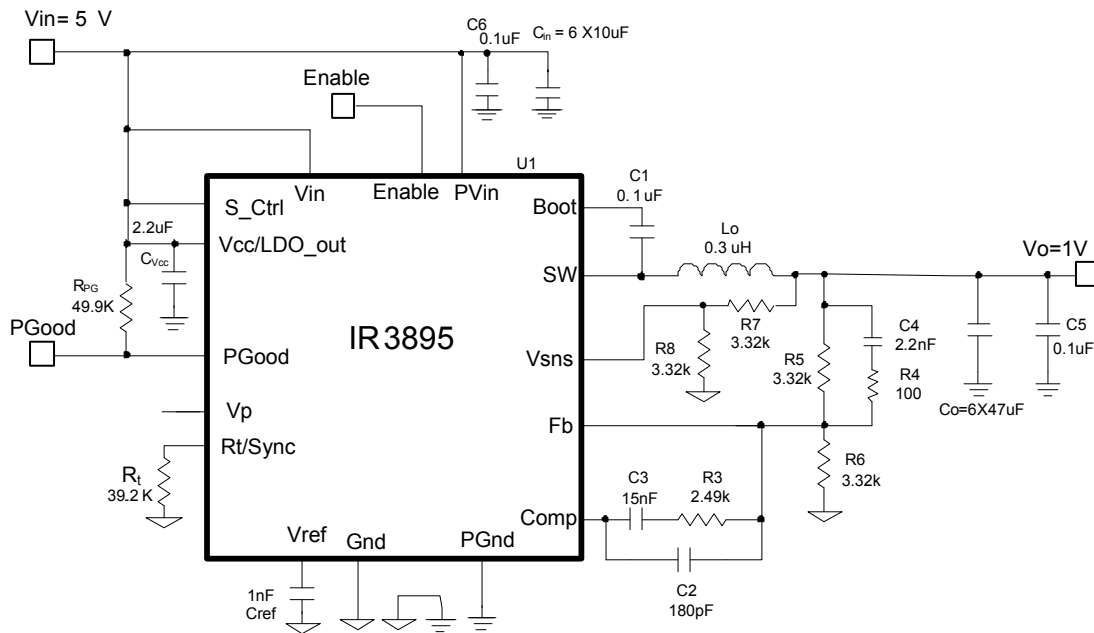 Vin= 5 V
C6
0.1uF
Cin = 6 X10uF
Enable
U1
Vin
Enable
PVin
C1
0.1uF
S_Ctrl
Boot
2.2uF
Vcc/LDO_out
Lo
0.3 uH
Vo=1V
CVcc
SW
RPG
49.9K
PGood
IR3895
R7
3.32k
C4
2.2nF
C5
0.1uF
PGood
Vsns
R8
3.32k
R5
3.32k
R4
100
Vp
Fb
Co=6X47uF
Rt/Sync
Rt
39.2 K
R6
3.32k
C3
15nF
R3
2.49k
Comp
Vref
Gnd
PGnd
1nF
Cref
C2
180pF